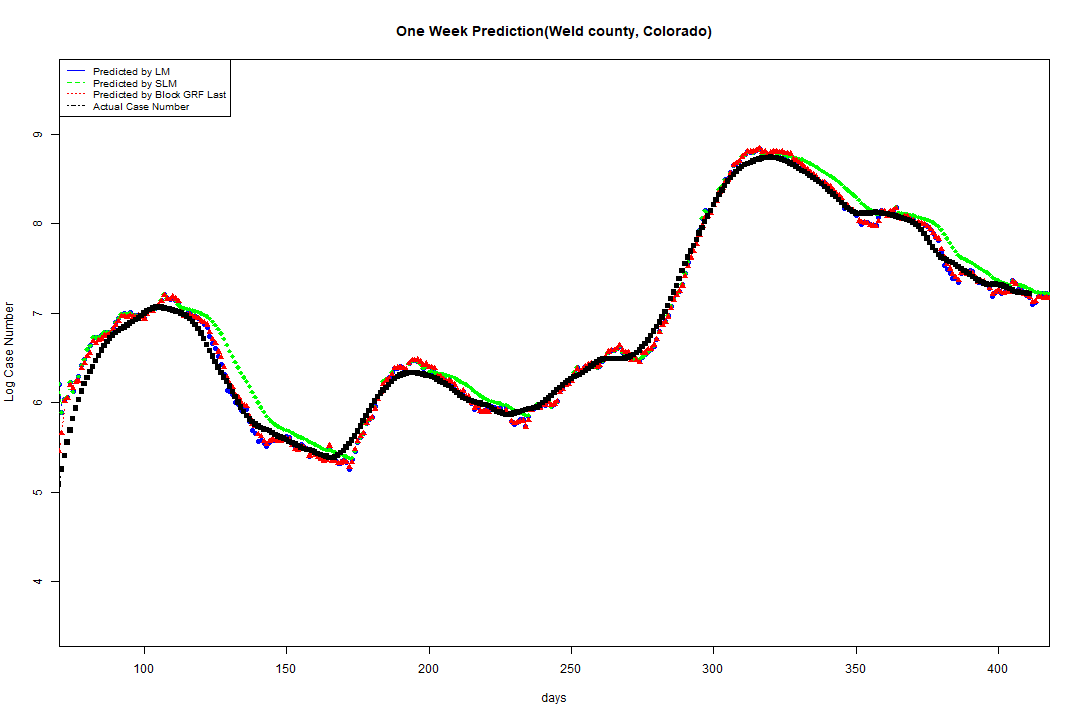 One Week Prediction(Weld county, Colorado)
Predicted by LM
Predicted by SLM
Predicted by Block GRF Last
Actual Case Number
9
8
7
6
5
4
Log Case Number
100 150 200 250 300 350 400
days